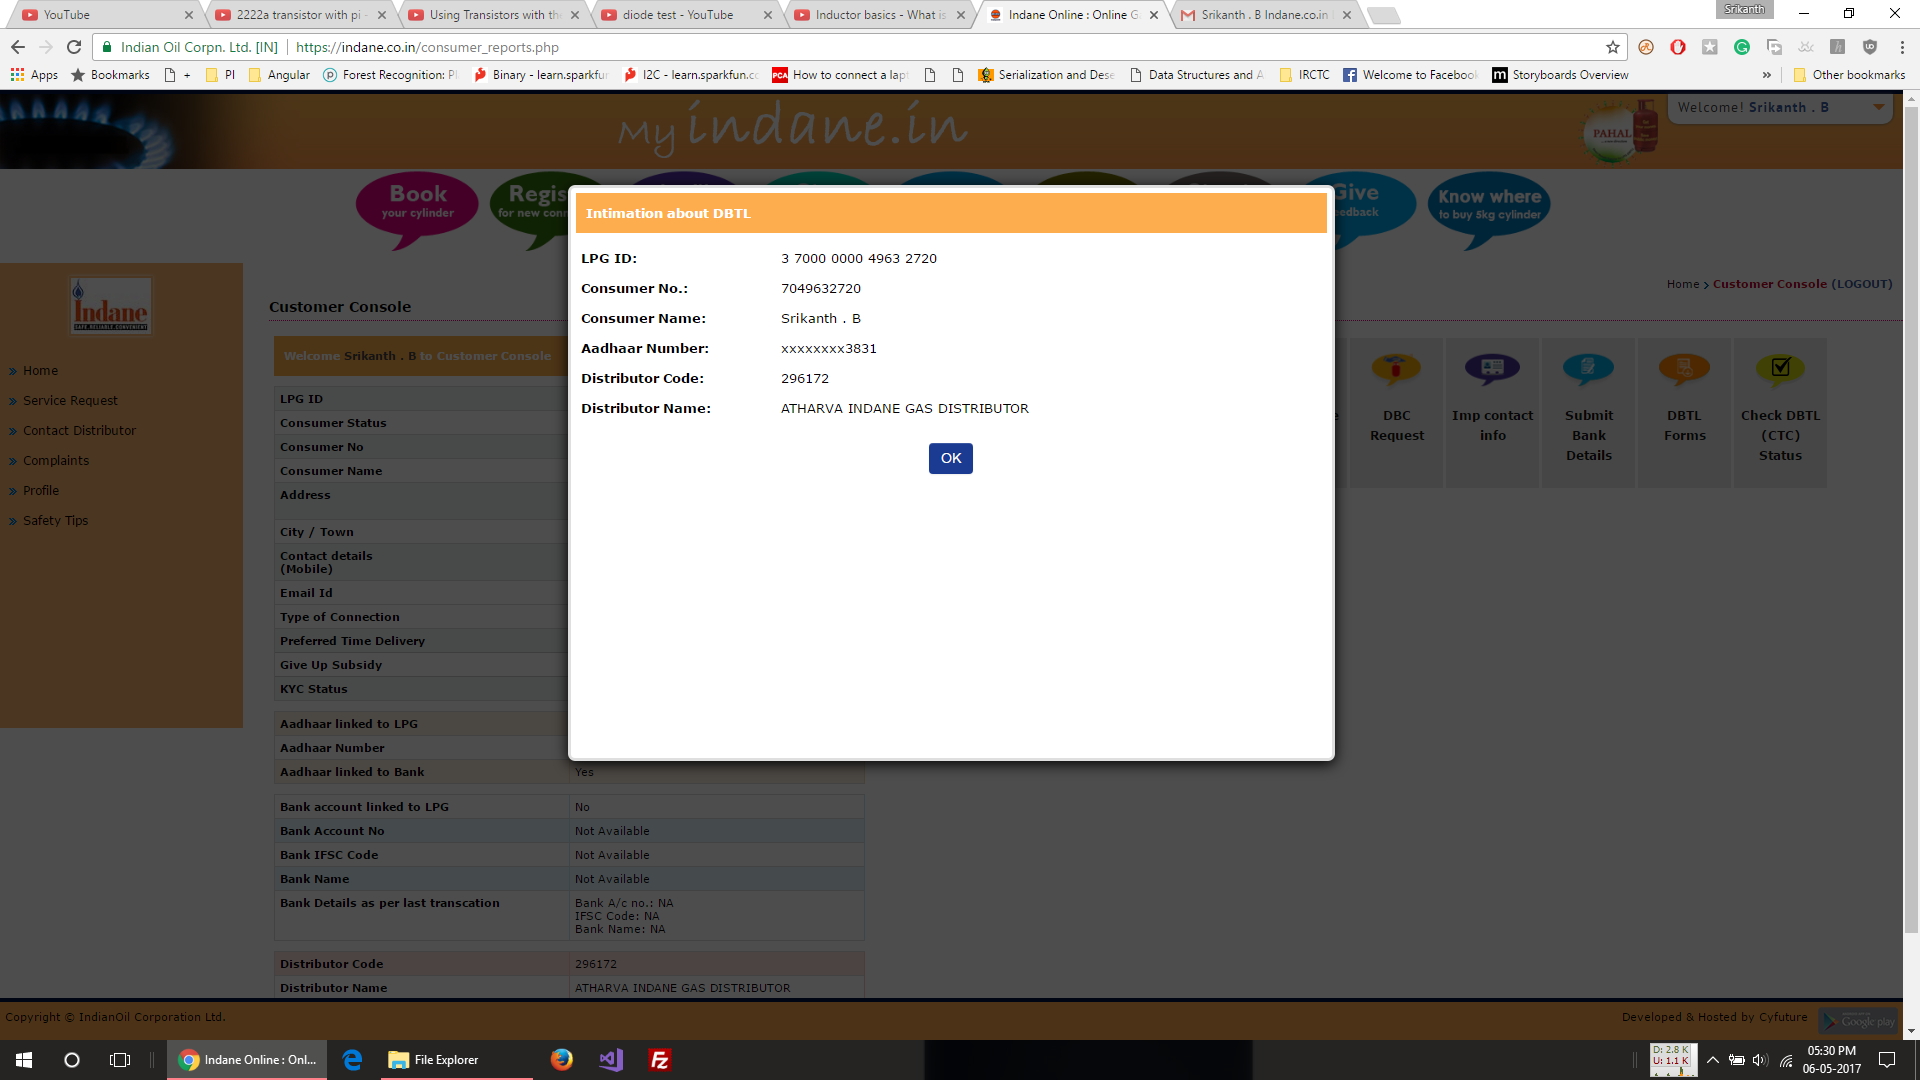 YouTube
2222a transistor with pi -
Using Transistors with the
diode test - YouTube
Inductor basics - What is
Indane Online : Online G
Srikanth . B Indane.co.in
Srikanth
Indian Oil Corpn. Ltd. [IN]
https://indane.co.in/consumer_reports.php
Apps
Bookmarks
+
PI
Angular
Forest Recognition: P
Binary - learn.sparkfun
I2C - learn.sparkfun.co
How to connect a lap
Serialization and Dese
Data Structures and A
IRCTC
Welcome to Facebook
Storyboards Overview
»
Other bookmarks
My indane.in
PAHAL
Welcome! Srikanth . B
Book
your cylinder
Regis
for new conn
Give
edback
Know where
to buy 5kg cylinder
Indane
Home
Service Request
Contact Distributor
Complaints
Profile
Safety Tips
Home › Customer Console (LOGOUT)
Customer Console
Welcome Srikanth . B to Customer Console
LPG ID
Consumer Status
Consumer No
Consumer Name
Address
City / Town
Contact details
(Mobile)
Email Id
Type of Connection
Preferred Time Delivery
Give Up Subsidy
KYC Status
Aadhaar linked to LPG
Aadhaar Number
Aadhaar linked to Bank Yes
Bank account linked to LPG No
Bank Account No Not Available
Bank IFSC Code Not Available
Bank Name Not Available
Bank Details as per last transcation Bank A/c no.: NA
IFSC Code: NA
Bank Name: NA
Distributor Code 296172
Distributor Name ATHARVA INDANE GAS DISTRIBUTOR
Intimation about DBTL
LPG ID: 3 7000 0000 4963 2720
Consumer No.: 7049632720
Consumer Name: Srikanth . B
Aadhaar Number: xxxxxxxx3831
Distributor Code: 296172
Distributor Name: ATHARVA INDANE GAS DISTRIBUTOR
OK
DBC
Request
Imp contact
info
Submit
Bank
Details
DBTL
Forms
Check DBTL
(CTC)
Status
Copyright © IndianOil Corporation Ltd.
Developed & Hosted by Cyfuture
Google play
Indane Online : Onl...
File Explorer
D: 2.8 K
U: 1.1 K
05:30 PM
06-05-2017